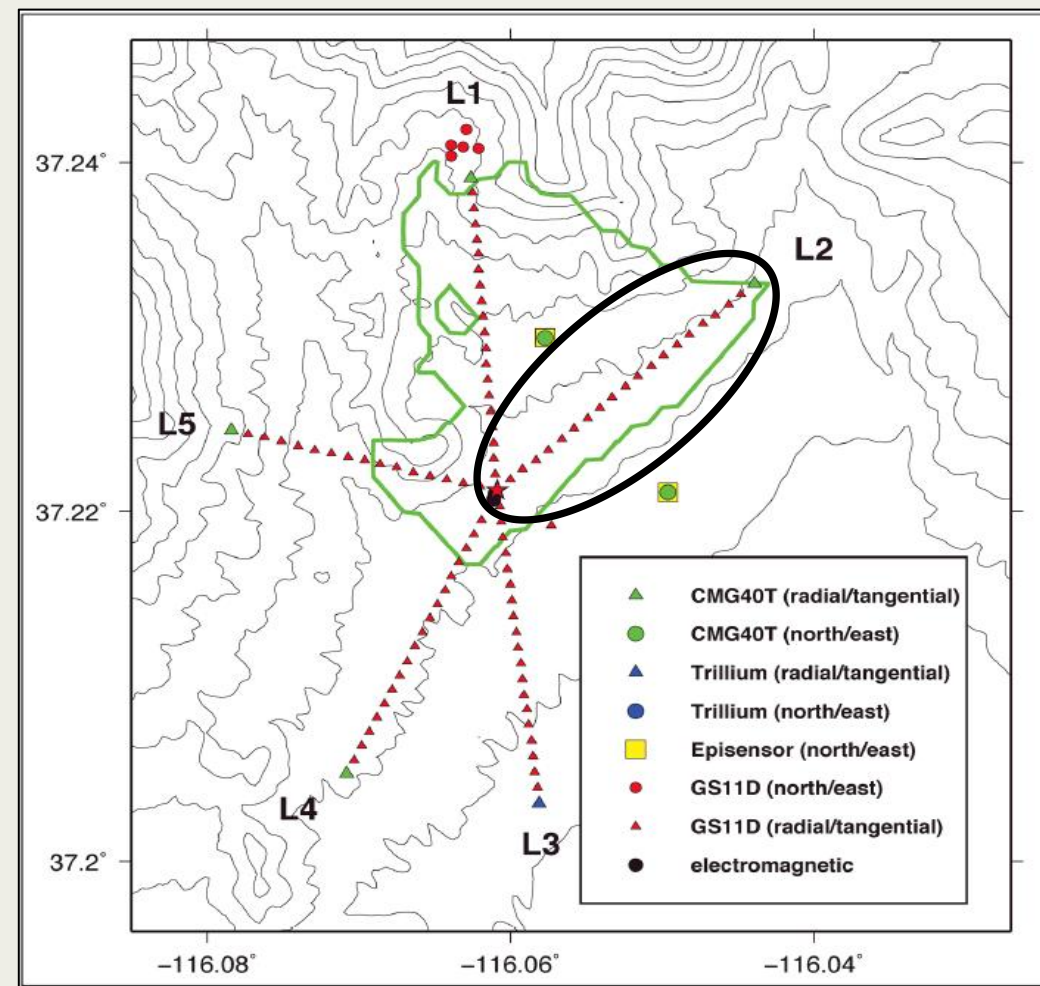 L1
37.24°
L2
L5
37.22°
CMG40T (radial/tangential)
CMG40T (north/east)
Trillium (radial/tangential)
Trillium (north/east)
Episensor (north/east)
GS11D (north/east)
GS11D (radial/tangential)
electromagnetic
L4
L3
37.2°
−116.08°
−116.06°
−116.04°